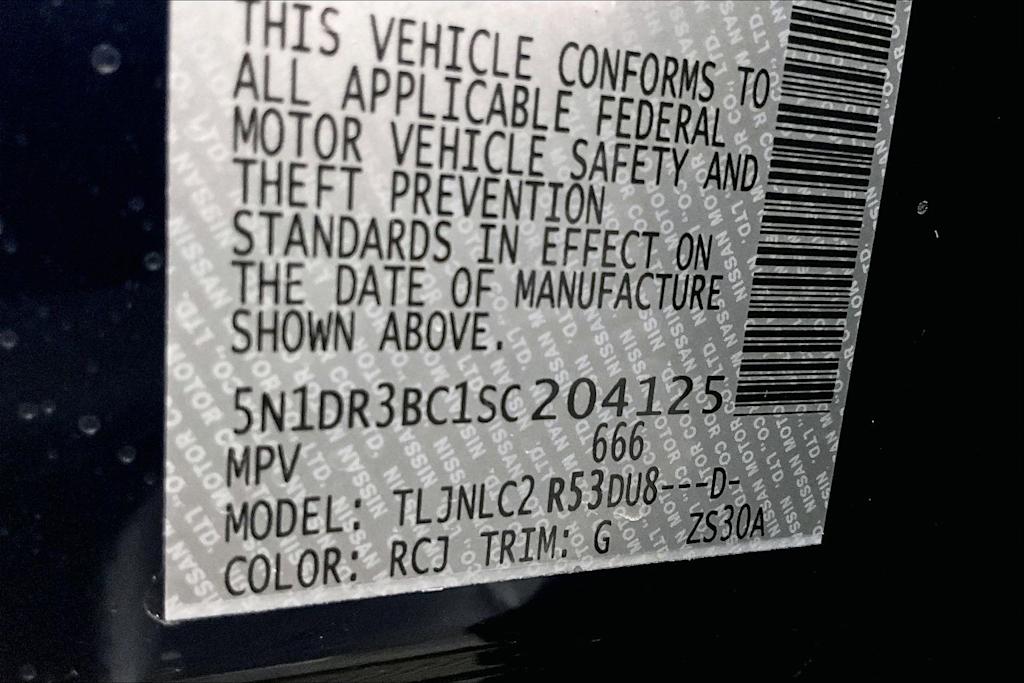 THIS VEHICLE CONFORMS TO
ALL APPLICABLE FEDERAL
MOTOR VEHICLE SAFETY AND
THEFT PREVENTION
STANDARDS IN EFFECT ON
THE DATE OF MANUFACTURE
SHOWN ABOVE.
5N1DR3BC1SC204125
MPV 666
MODEL: TLJNLC2 R53DU8---D-
COLOR: RCJ TRIM: G ZS30A